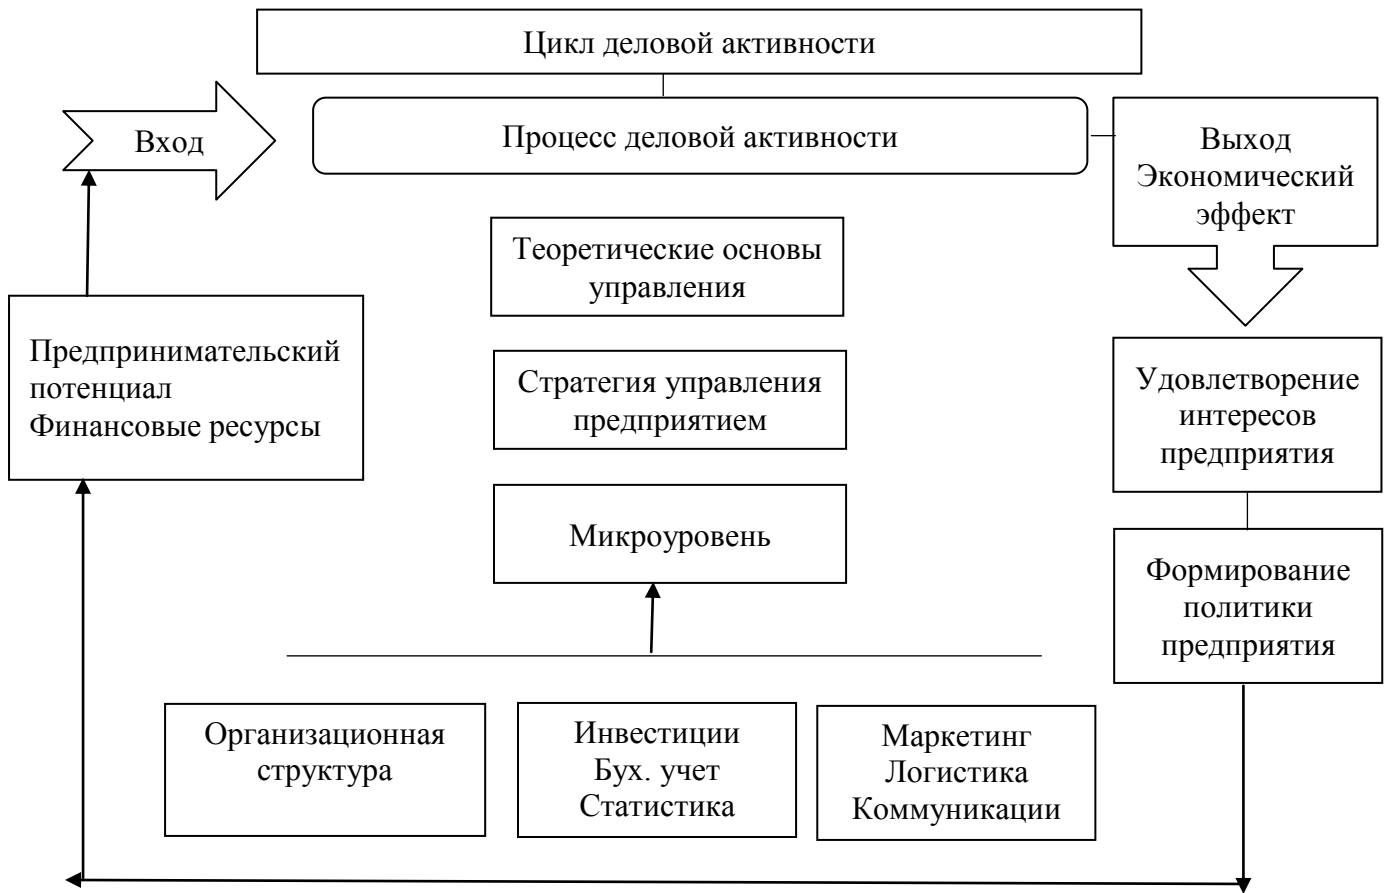 Цикл деловой активности
Вход
Процесс деловой активности
Выход
Экономический
эффект
Теоретические основы
управления
Предпринимательский
потенциал
Финансовые ресурсы
Стратегия управления
предприятием
Удовлетворение
интересов
предприятия
Микроуровень
Формирование
политики
предприятия
Организационная
структура
Инвестиции
Бух. учет
Статистика
Маркетинг
Логистика
Коммуникации